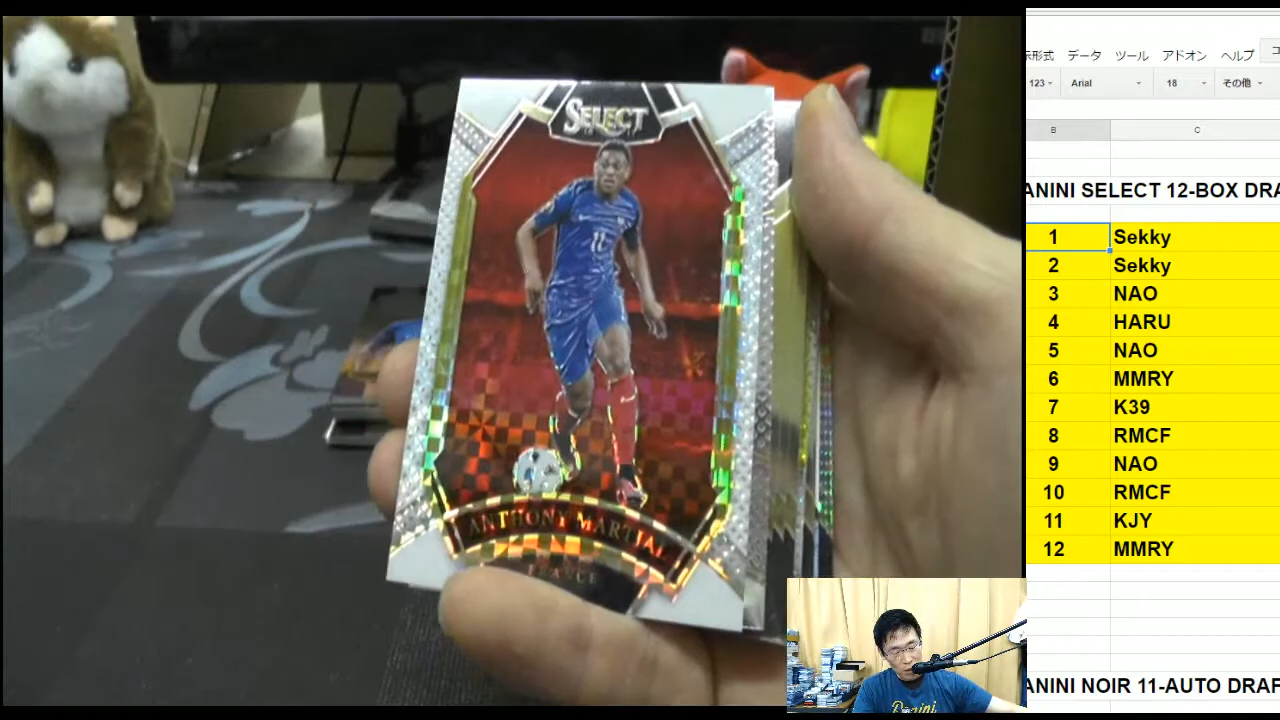 示形式 データ ツール アドオン ヘルプ コ
123 Arial 18 その他
B C
ANINI SELECT 12-BOX DRA
1 Sekky
2 Sekky
3 NAO
4 HARU
5 NAO
6 MMRY
7 K39
8 RMCF
9 NAO
10 RMCF
11 KJY
12 MMRY
ANINI NOIR 11-AUTO DRAF
SELECT
11
ANTHONY MARTIAL
FRANCE
Panini